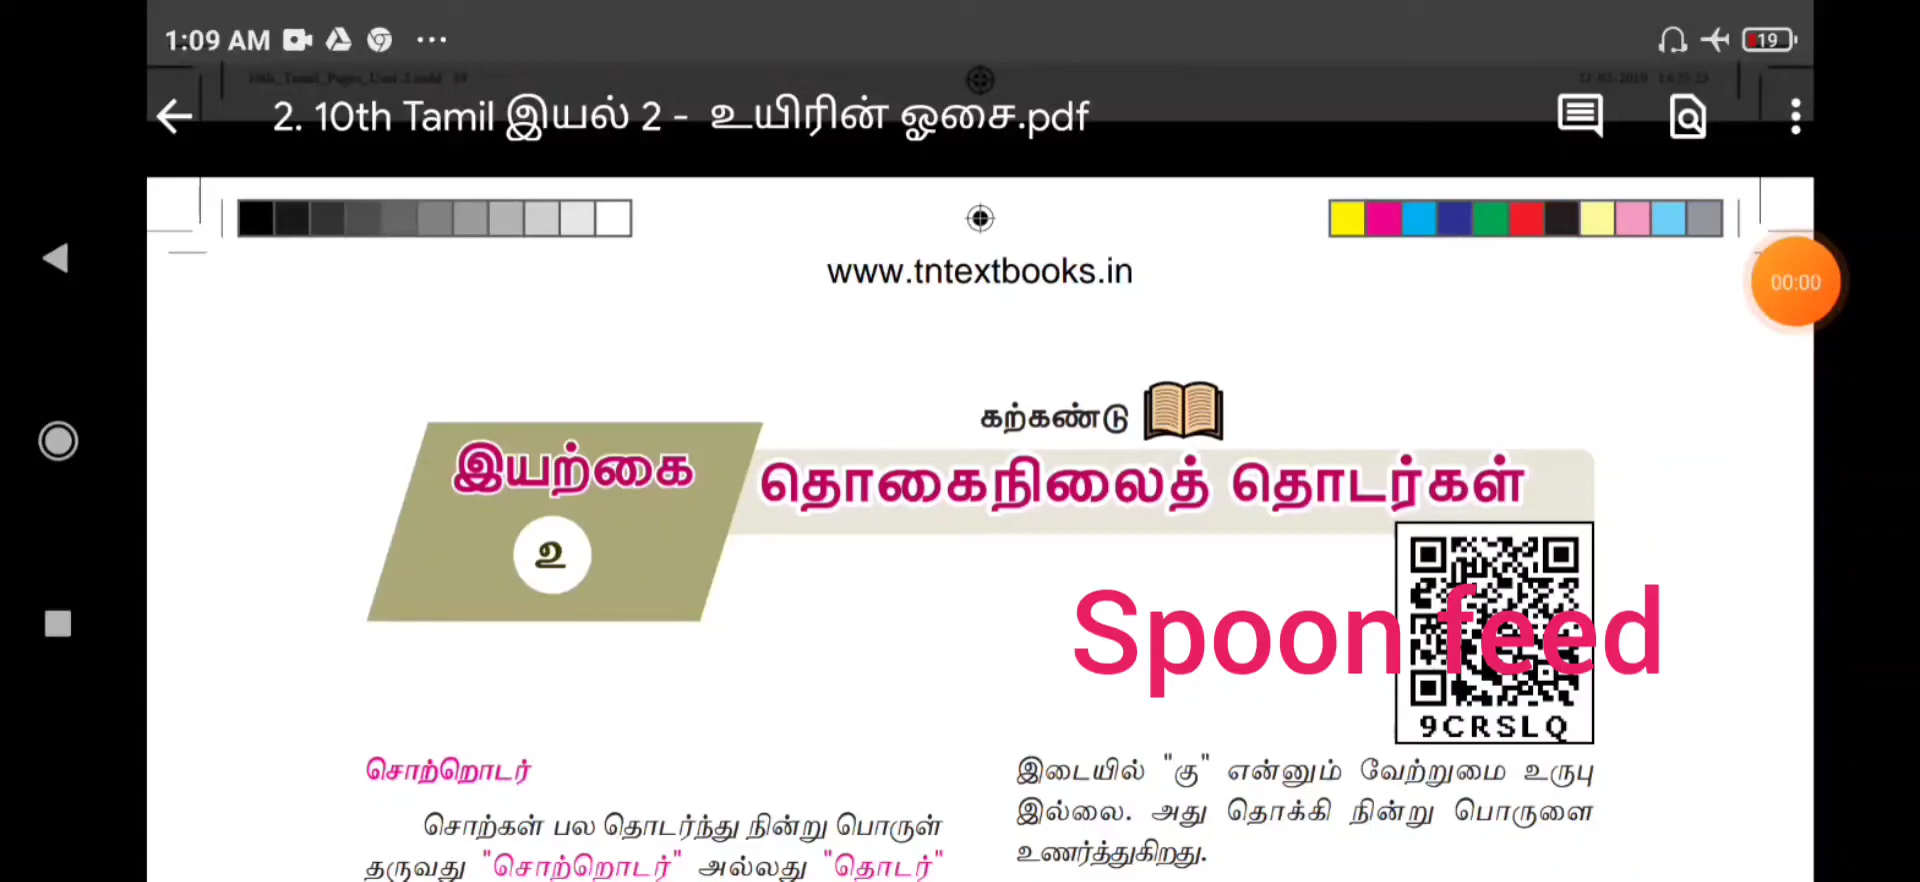 1:09 AM ...
19
2. 10th Tamil இயல் 2 - உயிரின் ஓசை.pdf
00:00
www.tntextbooks.in
கற்கண்டு
இயற்கை
௨
தொகைநிலைத் தொடர்கள்
Spoon feed
9CRSLQ
சொற்றொடர்
சொற்கள் பல தொடர்ந்து நின்று பொருள்
தருவது "சொற்றொடர்" அல்லது "தொடர்"
இடையில் "கு" என்னும் வேற்றுமை உருபு
இல்லை. அது தொக்கி நின்று பொருளை
உணர்த்துகிறது.